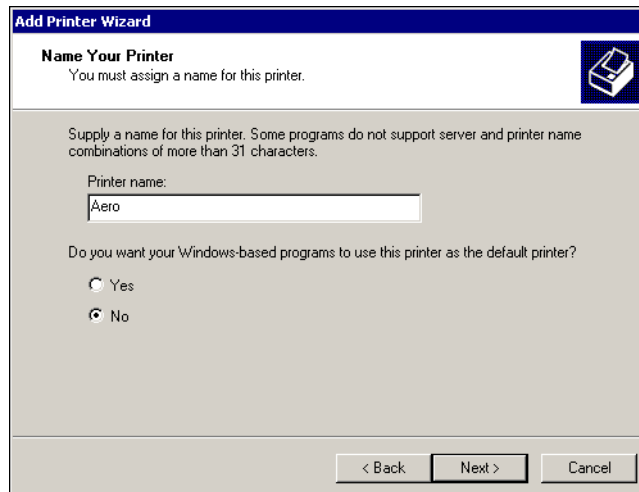 Add Printer Wizard
Name Your Printer
You must assign a name for this printer.
Supply a name for this printer. Some programs do not support server and printer name
combinations of more than 31 characters.
Printer name:
Aero
Do you want your Windows-based programs to use this printer as the default printer?
Yes
No
< Back
Next >
Cancel